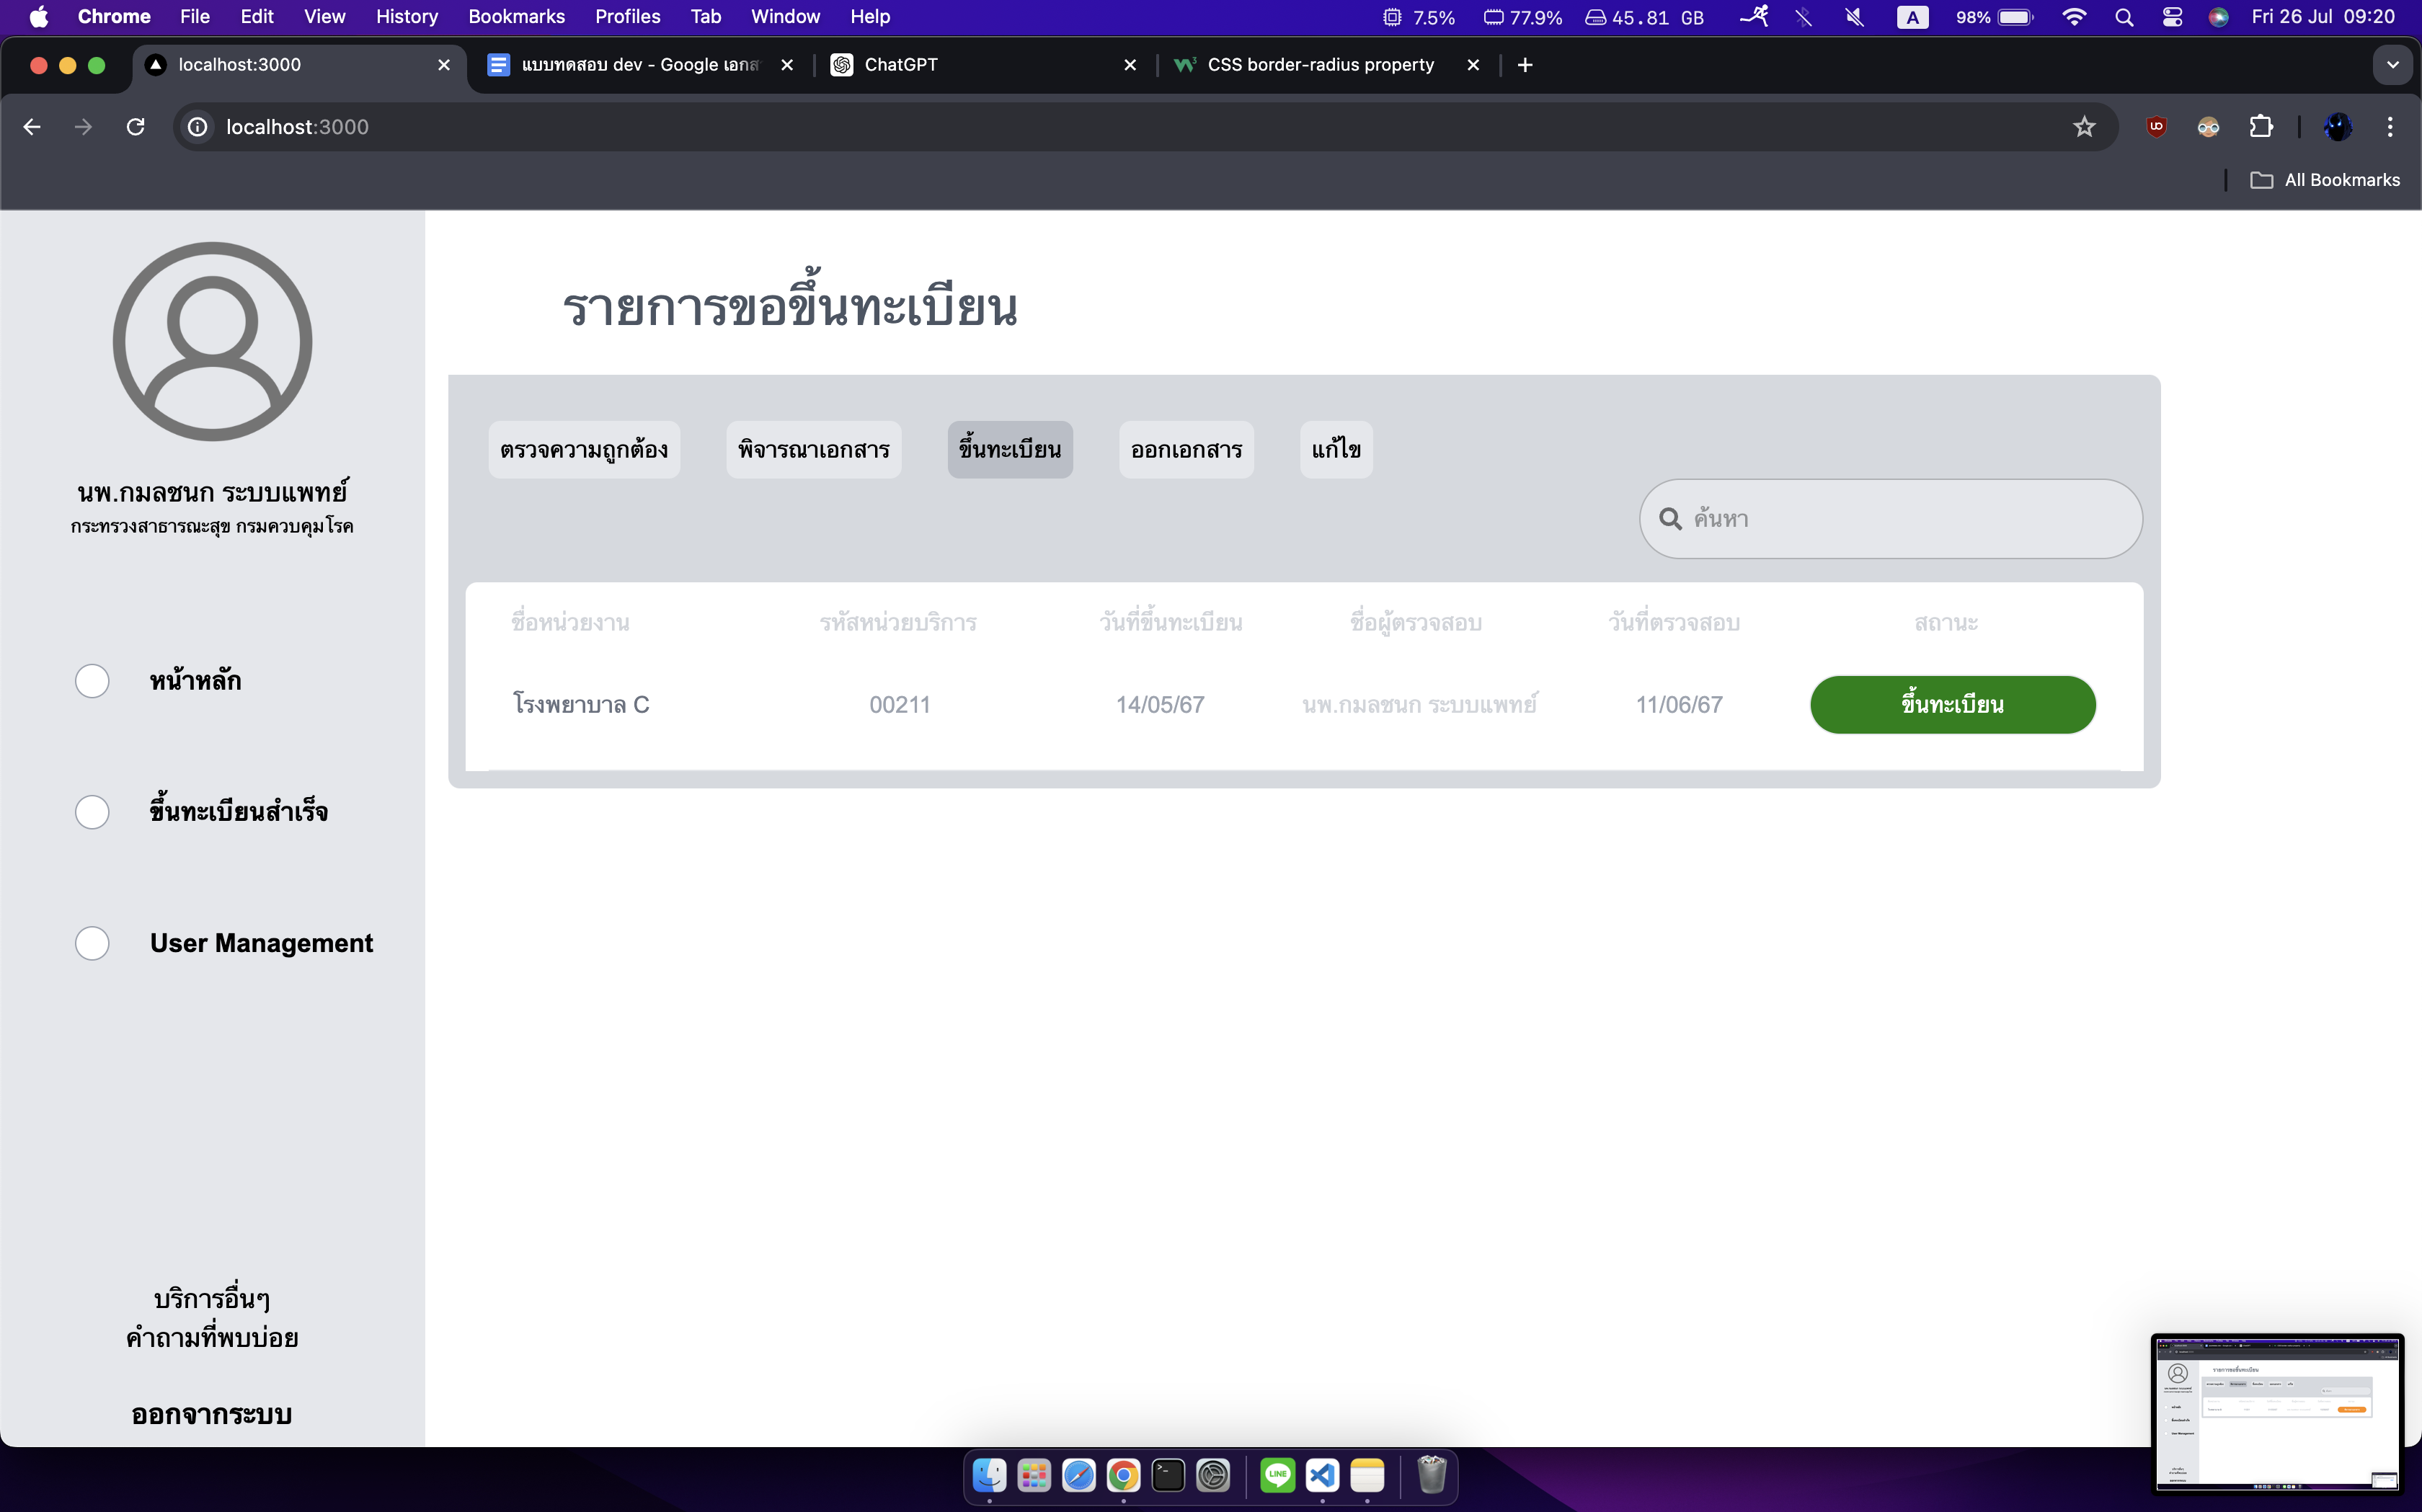 Chrome File Edit View History Bookmarks Profiles Tab Window Help 7.5% 77.9% 45.81 GB A 98% Fri 26 Jul 09:20
localhost:3000 แบบทดสอบ dev - Google เอกส ChatGPT CSS border-radius property
localhost:3000
All Bookmarks
นพ.กมลชนก ระบบแพทย์
กระทรวงสาธารณะสุข กรมควบคุมโรค
หน้าหลัก
ขึ้นทะเบียนสำเร็จ
User Management
บริการอื่นๆ
คำถามที่พบบ่อย
ออกจากระบบ
รายการขอขึ้นทะเบียน
ตรวจความถูกต้อง พิจารณาเอกสาร ขึ้นทะเบียน ออกเอกสาร แก้ไข
ค้นหา
ชื่อหน่วยงาน รหัสหน่วยบริการ วันที่ขึ้นทะเบียน ชื่อผู้ตรวจสอบ วันที่ตรวจสอบ สถานะ
โรงพยาบาล C 00211 14/05/67 นพ.กมลชนก ระบบแพทย์ 11/06/67 ขึ้นทะเบียน
LINE